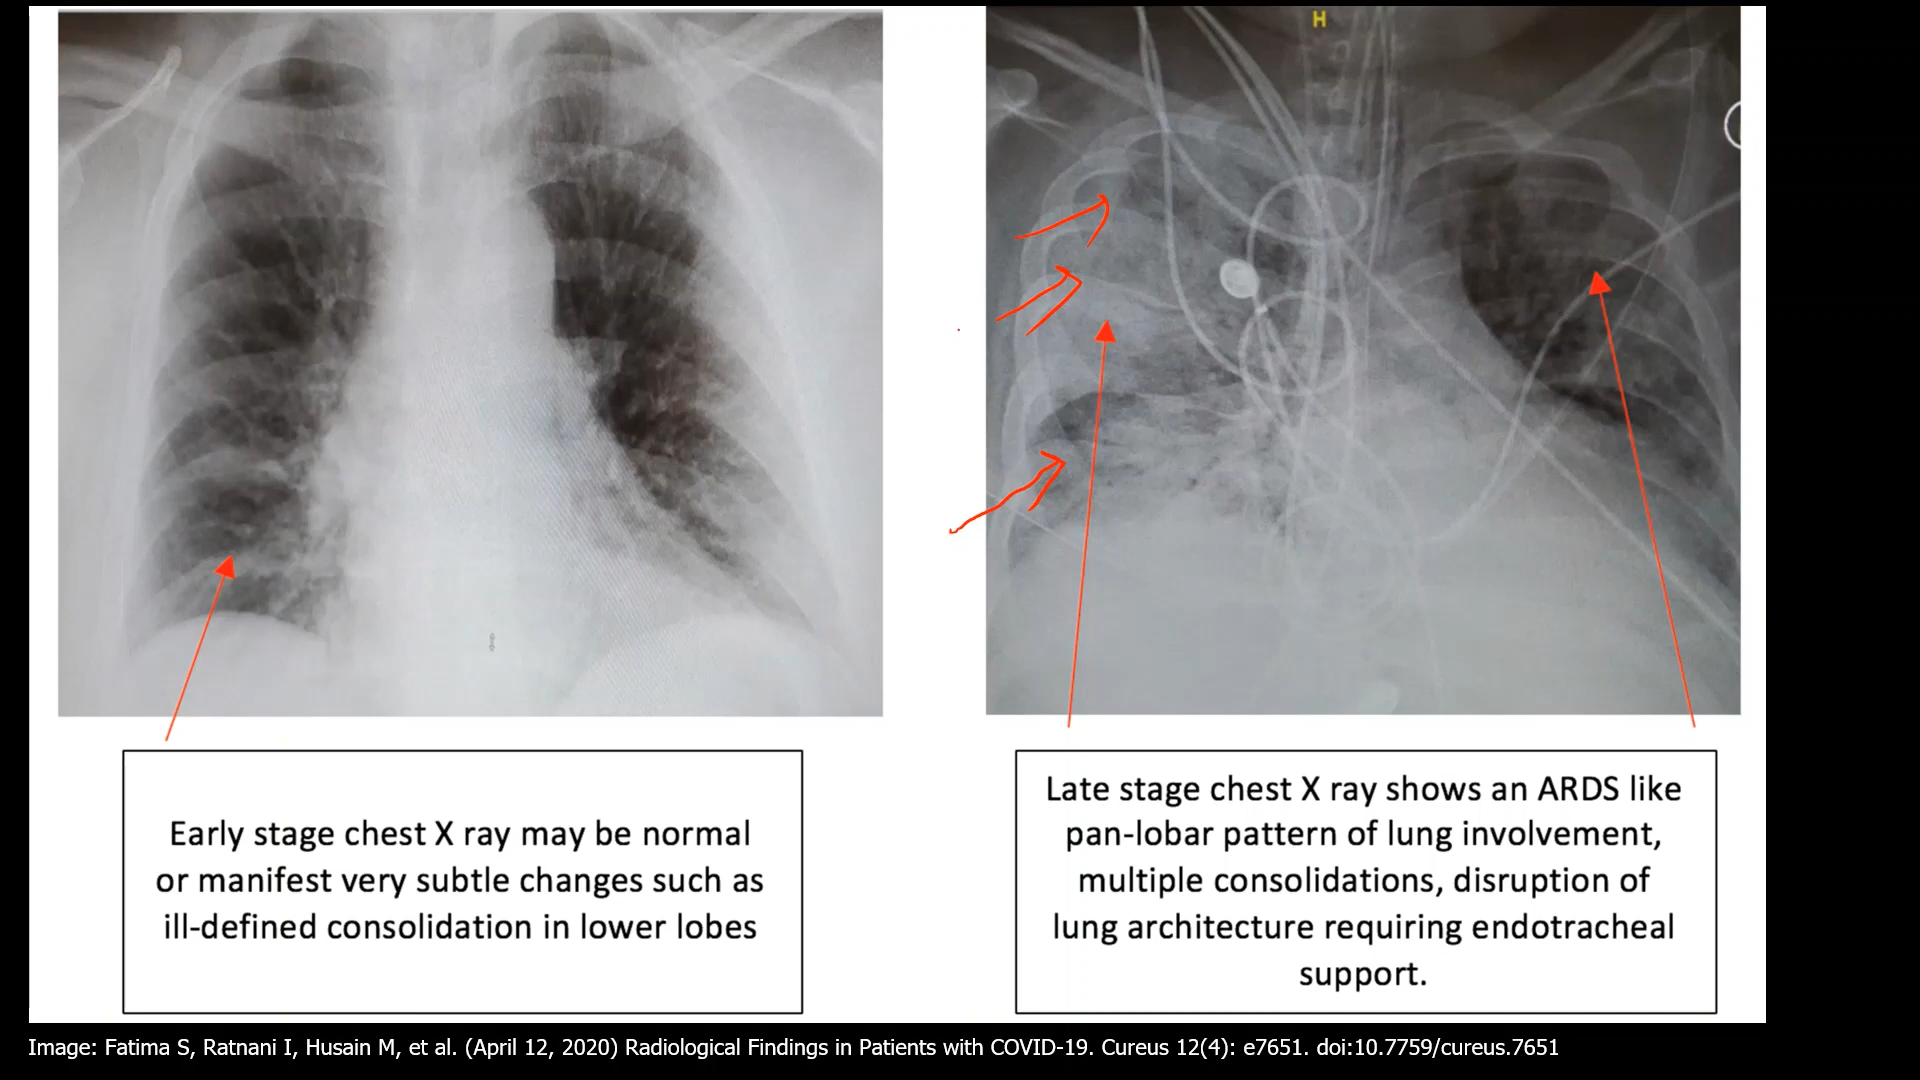 H
Early stage chest X ray may be normal
or manifest very subtle changes such as
ill-defined consolidation in lower lobes
Late stage chest X ray shows an ARDS like
pan-lobar pattern of lung involvement,
multiple consolidations, disruption of
lung architecture requiring endotracheal
support.
Image: Fatima S, Ratnani I, Husain M, et al. (April 12, 2020) Radiological Findings in Patients with COVID-19. Cureus 12(4): e7651. doi:10.7759/cureus.7651